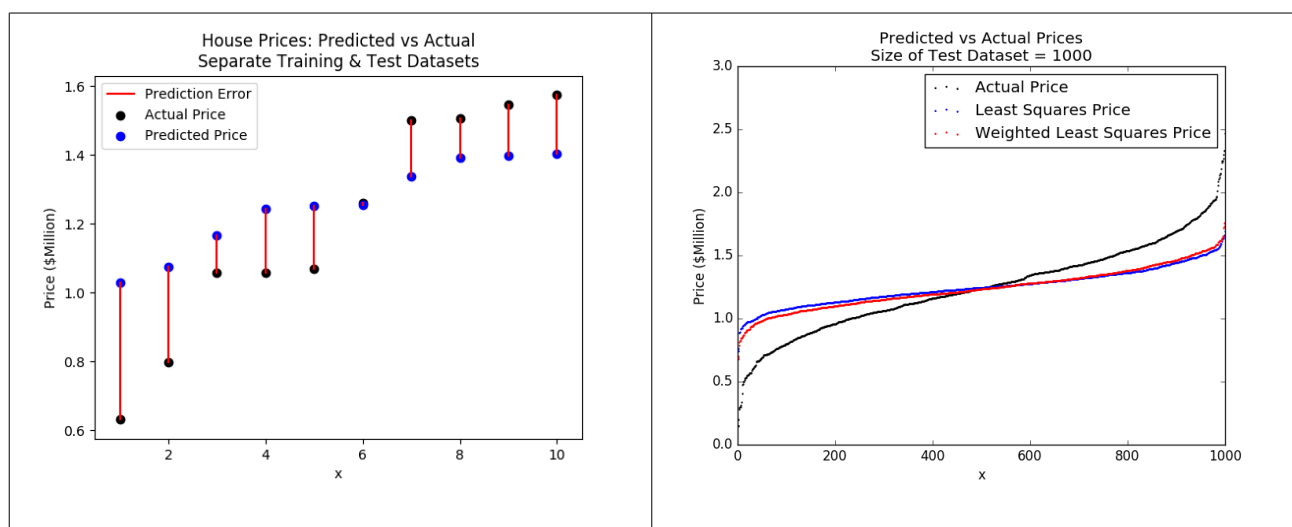 House Prices: Predicted vs Actual
Separate Training & Test Datasets
Prediction Error
Actual Price
Predicted Price
Price ($Million)
1.6
1.4
1.2
1.0
0.8
0.6
2
4
6
8
10
x
Predicted vs Actual Prices
Size of Test Dataset = 1000
Actual Price
Least Squares Price
Weighted Least Squares Price
Price ($Million)
3.0
2.5
2.0
1.5
1.0
0.5
0.0
0
200
400
600
800
1000
x